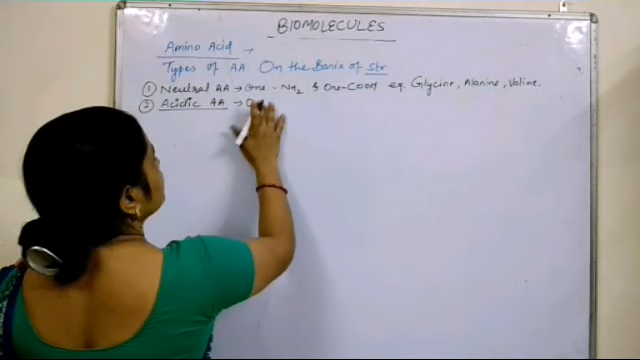 BIOMOLECULES
Amino Acid →
Types of AA. On the Basis of Str
① Neutral AA → One - NH2 & One-COOH eg. Glycine, Alanine, Valine.
② Acidic AA → O